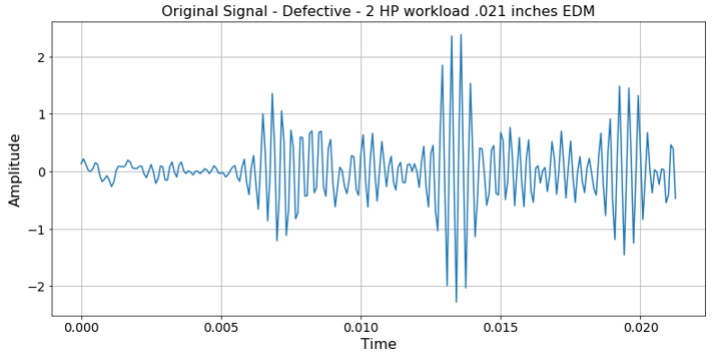 Original Signal - Defective - 2 HP workload .021 inches EDM
2
1
0
−1
−2
Amplitude
0.000 0.005 0.010 0.015 0.020
Time